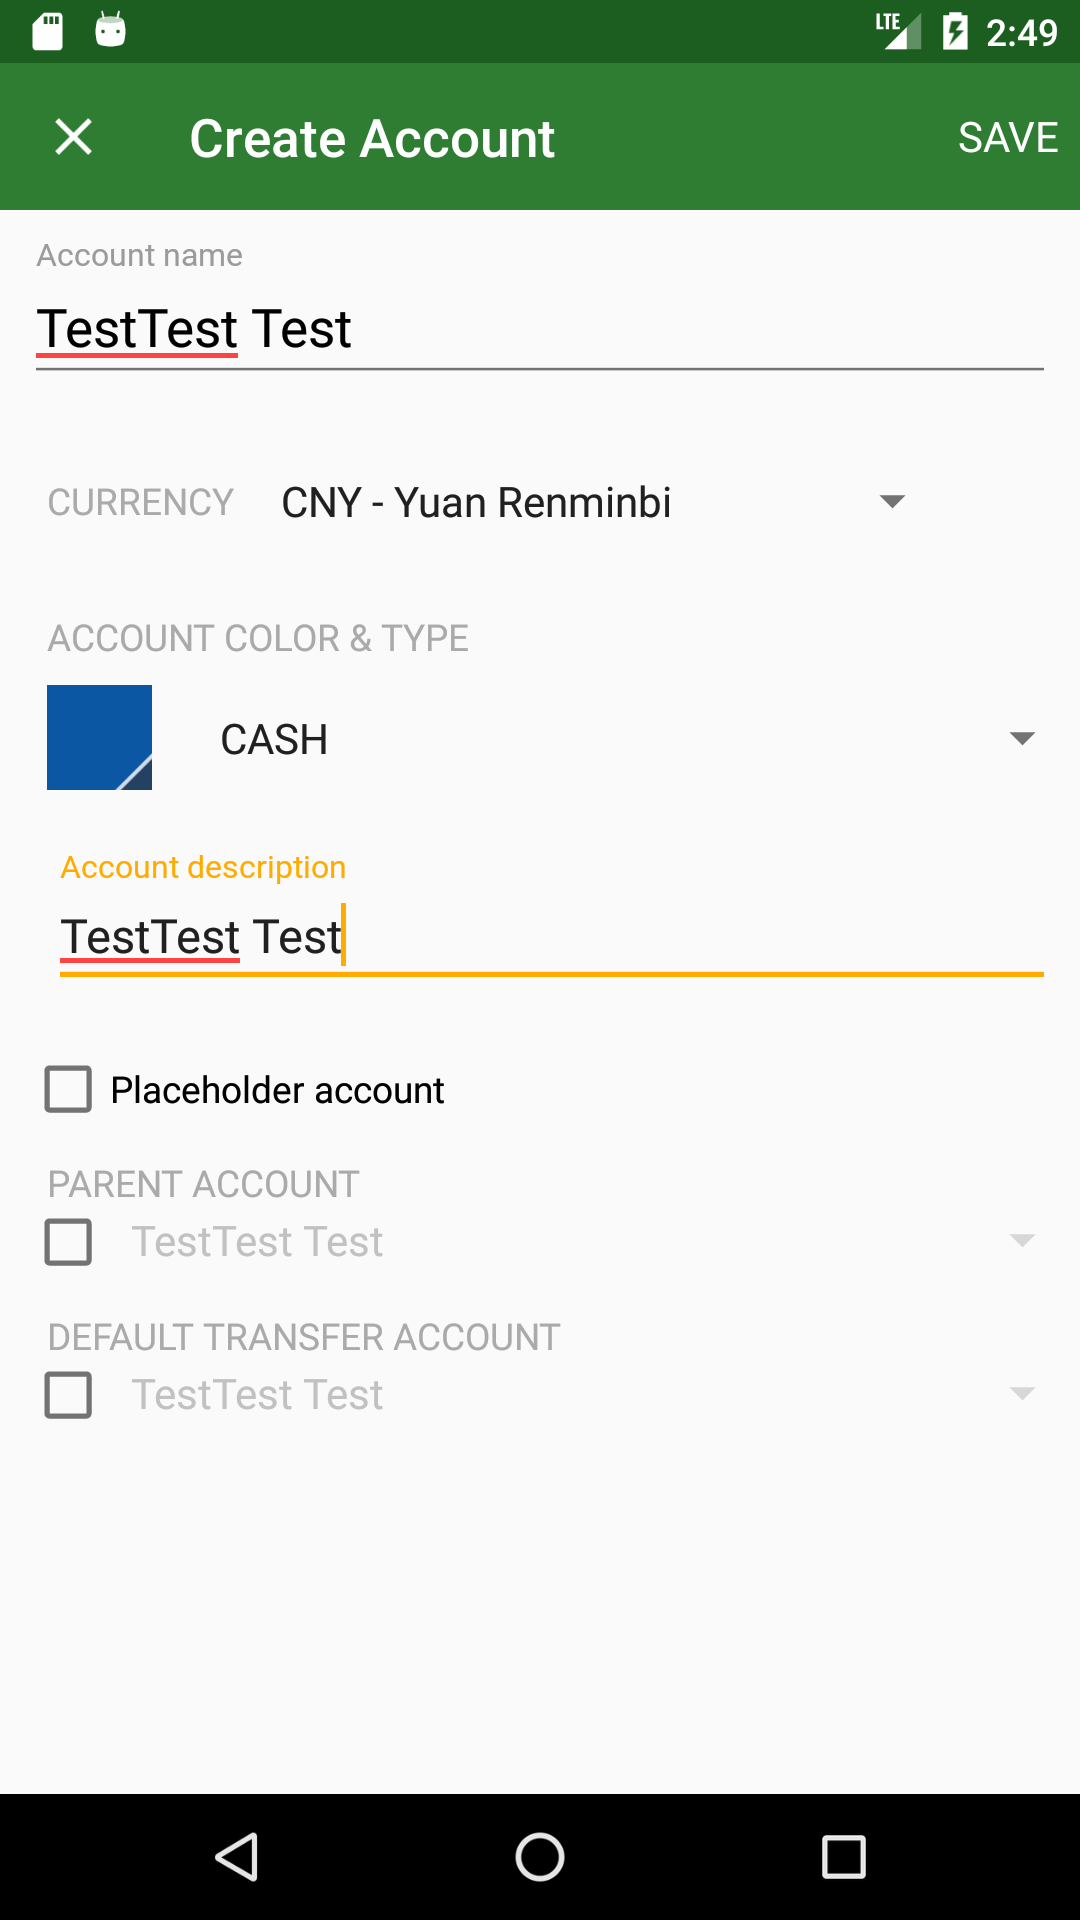 LTE 2:49
Create Account SAVE
Account name
TestTest Test
CURRENCY CNY - Yuan Renminbi
ACCOUNT COLOR & TYPE
CASH
Account description
TestTest Test
Placeholder account
PARENT ACCOUNT
TestTest Test
DEFAULT TRANSFER ACCOUNT
TestTest Test